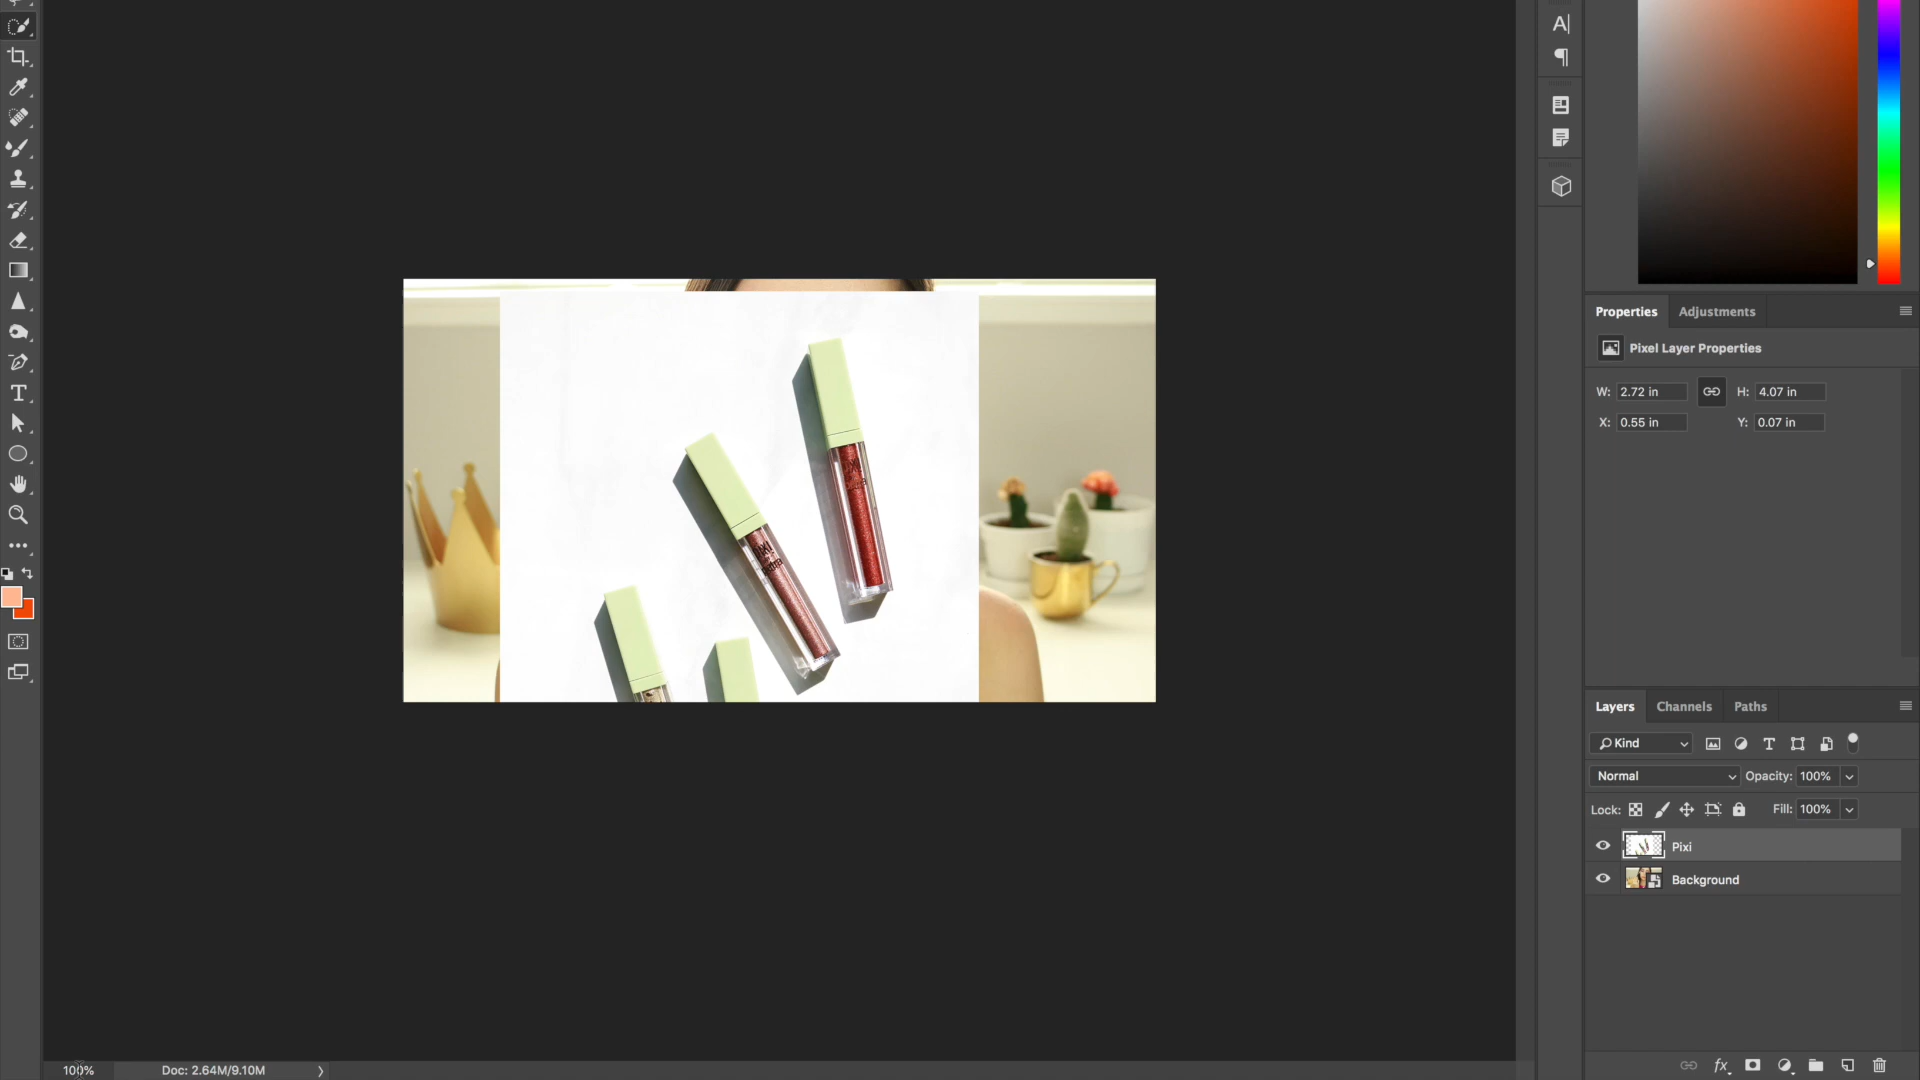 Properties Adjustments
Pixel Layer Properties
W: 2.72 in H: 4.07 in
X: 0.55 in Y: 0.07 in
Layers Channels Paths
Kind
Normal Opacity: 100%
Lock: Fill: 100%
Pixi
Background
100% Doc: 2.64M/9.10M